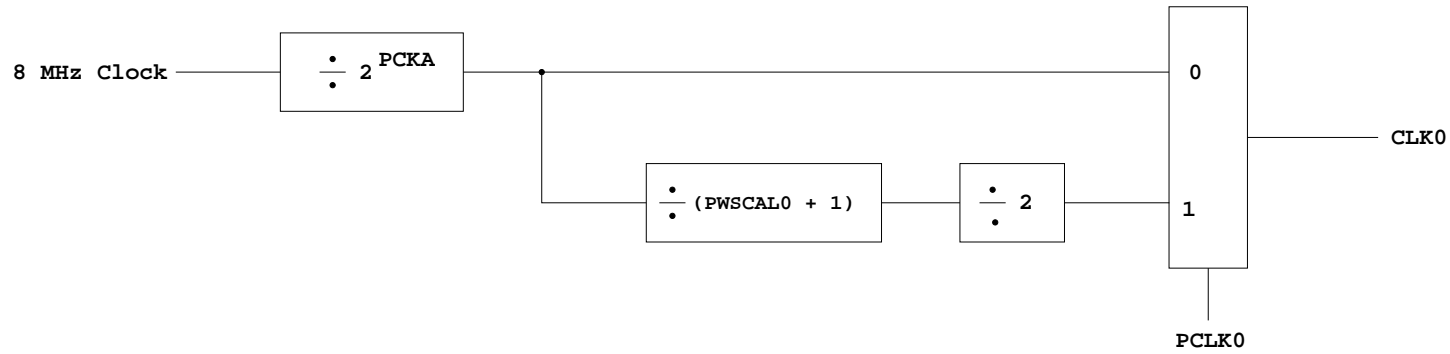 8 MHz Clock
÷ 2^PCKA
0
CLK0
÷ (PWSCAL0 + 1)
÷ 2
1
PCLK0